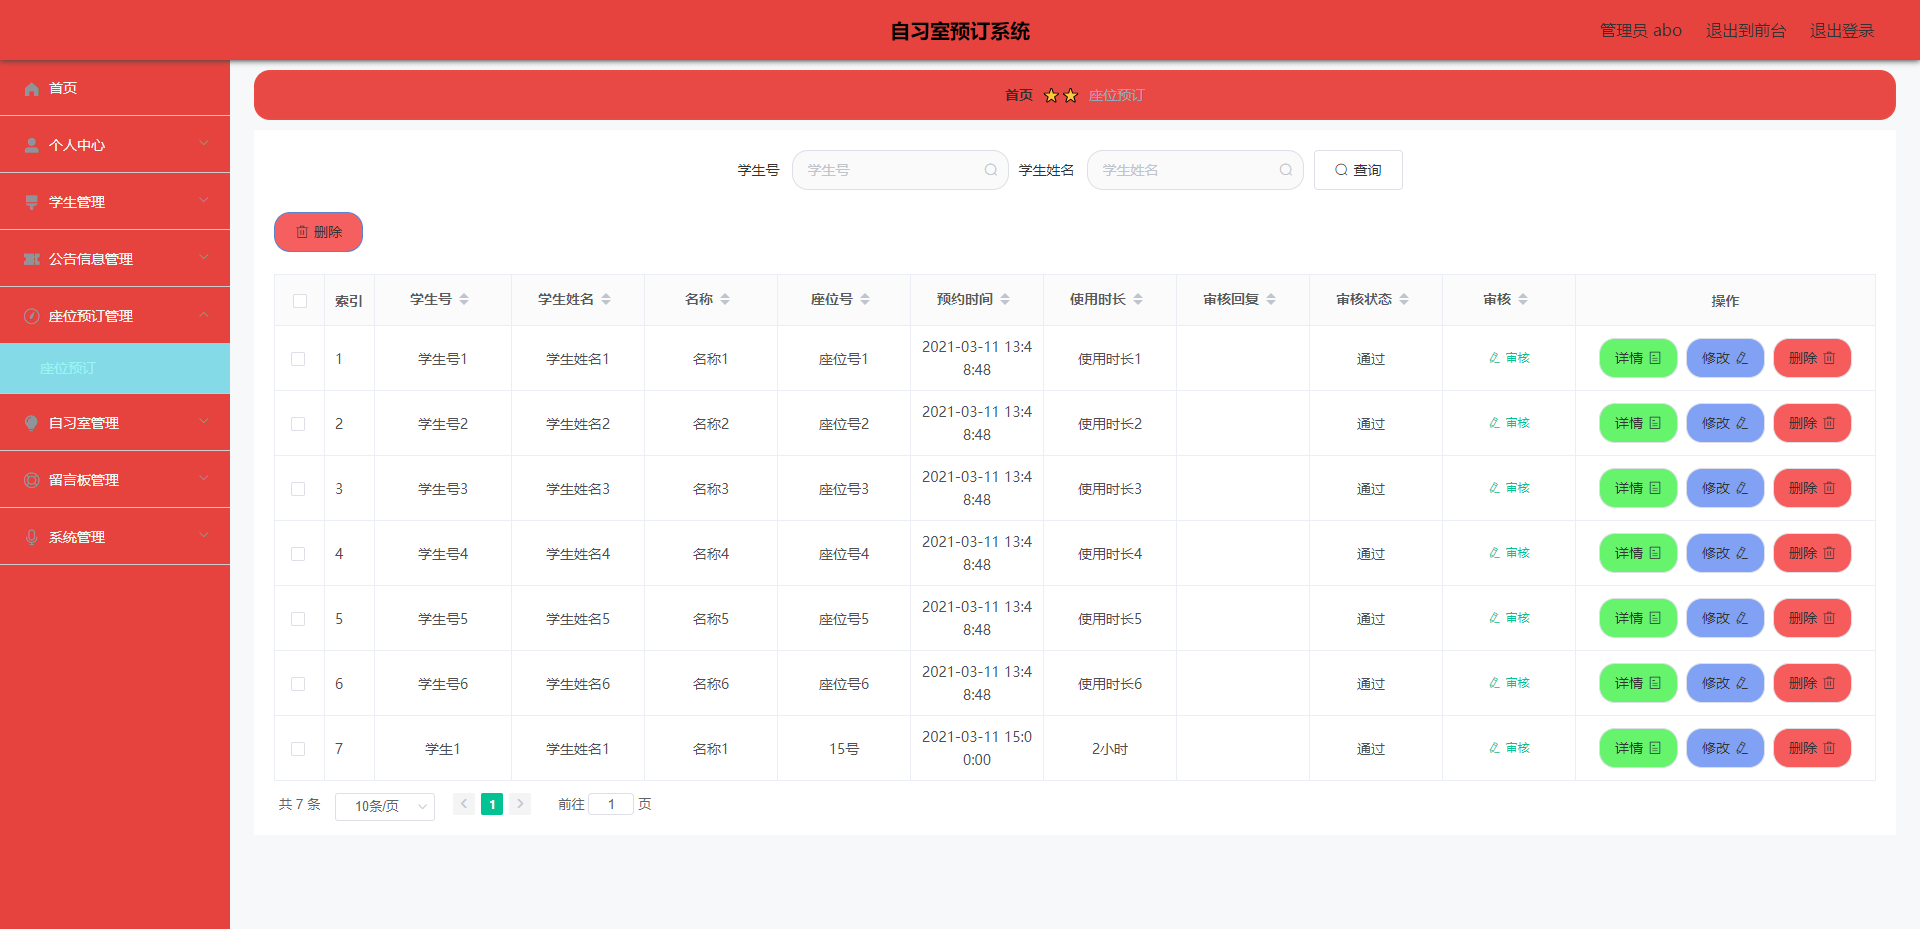 自习室预订系统
管理员 abo 退出到前台 退出登录
首页
个人中心
学生管理
公告信息管理
座位预订管理
座位预订
自习室管理
留言板管理
系统管理
首页 座位预订
学生号 学生号 学生姓名 学生姓名 查询
删除
索引 学生号 学生姓名 名称 座位号 预约时间 使用时长 审核回复 审核状态 审核 操作
1 学生号1 学生姓名1 名称1 座位号1 2021-03-11 13:4
8:48 使用时长1 通过 审核 详情 修改 删除
2 学生号2 学生姓名2 名称2 座位号2 2021-03-11 13:4
8:48 使用时长2 通过 审核 详情 修改 删除
3 学生号3 学生姓名3 名称3 座位号3 2021-03-11 13:4
8:48 使用时长3 通过 审核 详情 修改 删除
4 学生号4 学生姓名4 名称4 座位号4 2021-03-11 13:4
8:48 使用时长4 通过 审核 详情 修改 删除
5 学生号5 学生姓名5 名称5 座位号5 2021-03-11 13:4
8:48 使用时长5 通过 审核 详情 修改 删除
6 学生号6 学生姓名6 名称6 座位号6 2021-03-11 13:4
8:48 使用时长6 通过 审核 详情 修改 删除
7 学生1 学生姓名1 名称1 15号 2021-03-11 15:0
0:00 2小时 通过 审核 详情 修改 删除
共 7 条 10条/页 1 前往 1 页